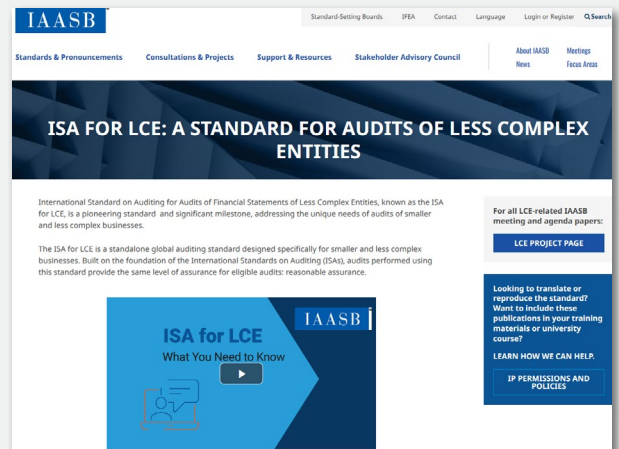 IAASB
Standard-Setting Boards IFEA Contact Language Login or Register Search
Standards & Pronouncements Consultations & Projects Support & Resources Stakeholder Advisory Council
About IAASB Meetings
News Focus Areas
ISA FOR LCE: A STANDARD FOR AUDITS OF LESS COMPLEX
ENTITIES
International Standard on Auditing for Audits of Financial Statements of Less Complex Entities, known as the ISA
for LCE, is a pioneering standard and significant milestone, addressing the unique needs of audits of smaller
and less complex businesses.
The ISA for LCE is a standalone global auditing standard designed specifically for smaller and less complex
businesses. Built on the foundation of the International Standards on Auditing (ISAs), audits performed using
this standard provide the same level of assurance for eligible audits: reasonable assurance.
ISA for LCE
What You Need to Know
IAASB
For all LCE-related IAASB
meeting and agenda papers:
LCE PROJECT PAGE
Looking to translate or
reproduce the standard?
Want to include these
publications in your training
materials or university
course?
LEARN HOW WE CAN HELP.
IP PERMISSIONS AND
POLICIES